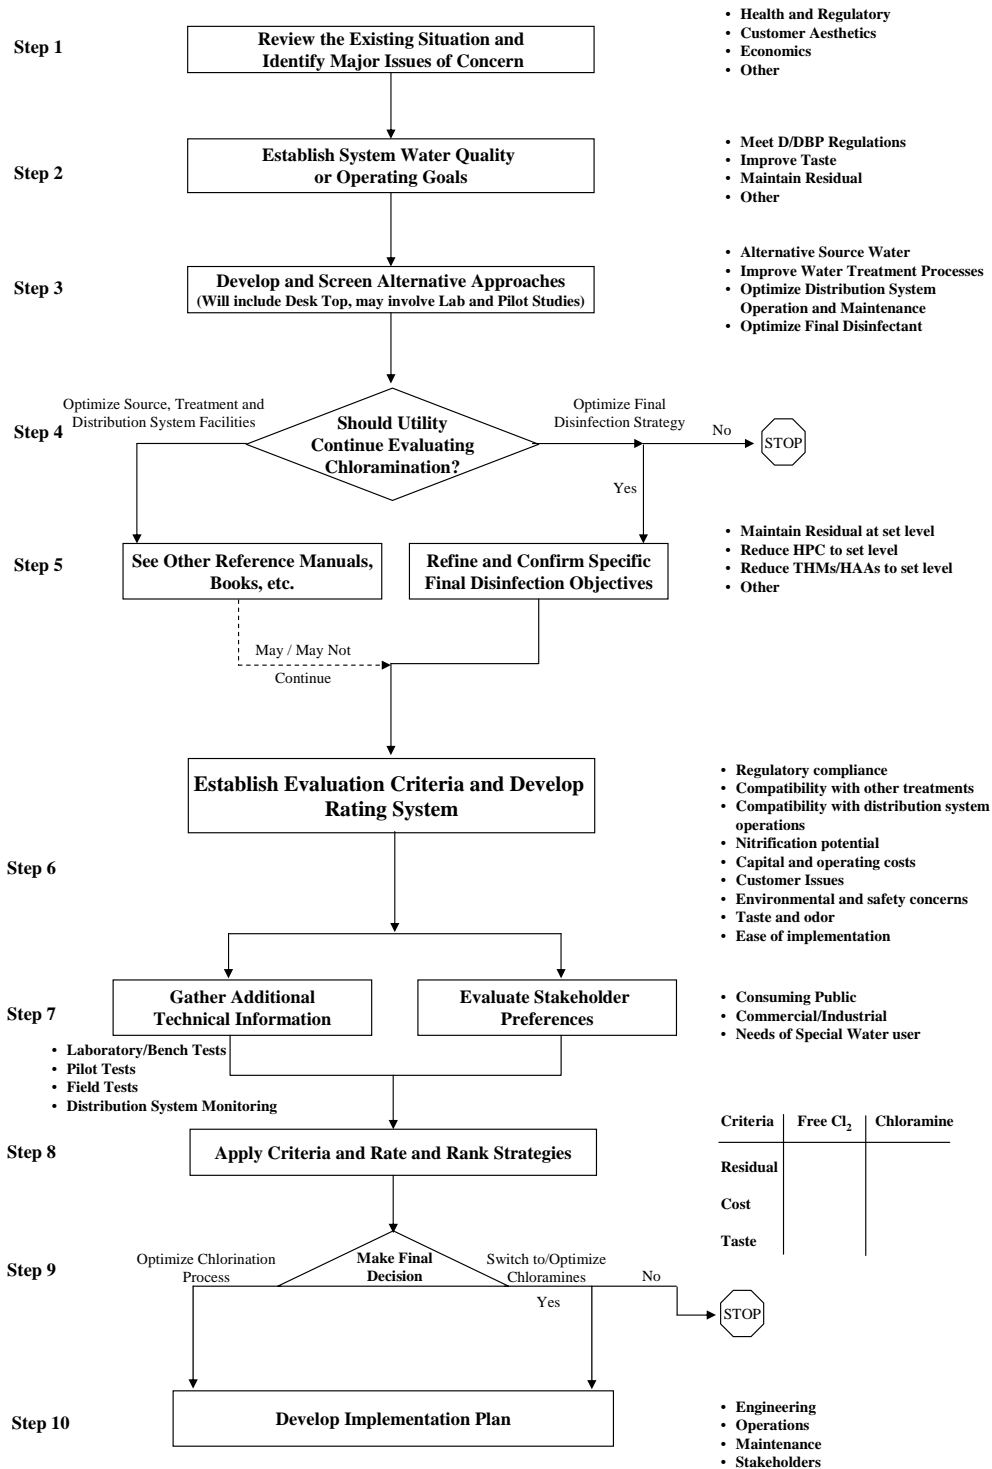 Step 1
Review the Existing Situation and
Identify Major Issues of Concern
• Health and Regulatory
• Customer Aesthetics
• Economics
• Other
Step 2
Establish System Water Quality
or Operating Goals
• Meet D/DBP Regulations
• Improve Taste
• Maintain Residual
• Other
Step 3
Develop and Screen Alternative Approaches
(Will include Desk Top, may involve Lab and Pilot Studies)
• Alternative Source Water
• Improve Water Treatment Processes
• Optimize Distribution System
Operation and Maintenance
• Optimize Final Disinfectant
Step 4
Optimize Source, Treatment and
Distribution System Facilities
Should Utility
Continue Evaluating
Chloramination?
Optimize Final
Disinfection Strategy
No
STOP
Yes
Step 5
See Other Reference Manuals,
Books, etc.
Refine and Confirm Specific
Final Disinfection Objectives
• Maintain Residual at set level
• Reduce HPC to set level
• Reduce THMs/HAAs to set level
• Other
May / May Not
Continue
Establish Evaluation Criteria and Develop
Rating System
Step 6
• Regulatory compliance
• Compatibility with other treatments
• Compatibility with distribution system
operations
• Nitrification potential
• Capital and operating costs
• Customer Issues
• Environmental and safety concerns
• Taste and odor
• Ease of implementation
Step 7
Gather Additional
Technical Information
Evaluate Stakeholder
Preferences
• Consuming Public
• Commercial/Industrial
• Needs of Special Water user
• Laboratory/Bench Tests
• Pilot Tests
• Field Tests
• Distribution System Monitoring
Step 8
Apply Criteria and Rate and Rank Strategies
Criteria Free Cl₂ Chloramine
Residual
Cost
Taste
Step 9
Optimize Chlorination
Process
Make Final
Decision
Switch to/Optimize
Chloramines
No
Yes
STOP
Step 10
Develop Implementation Plan
• Engineering
• Operations
• Maintenance
• Stakeholders